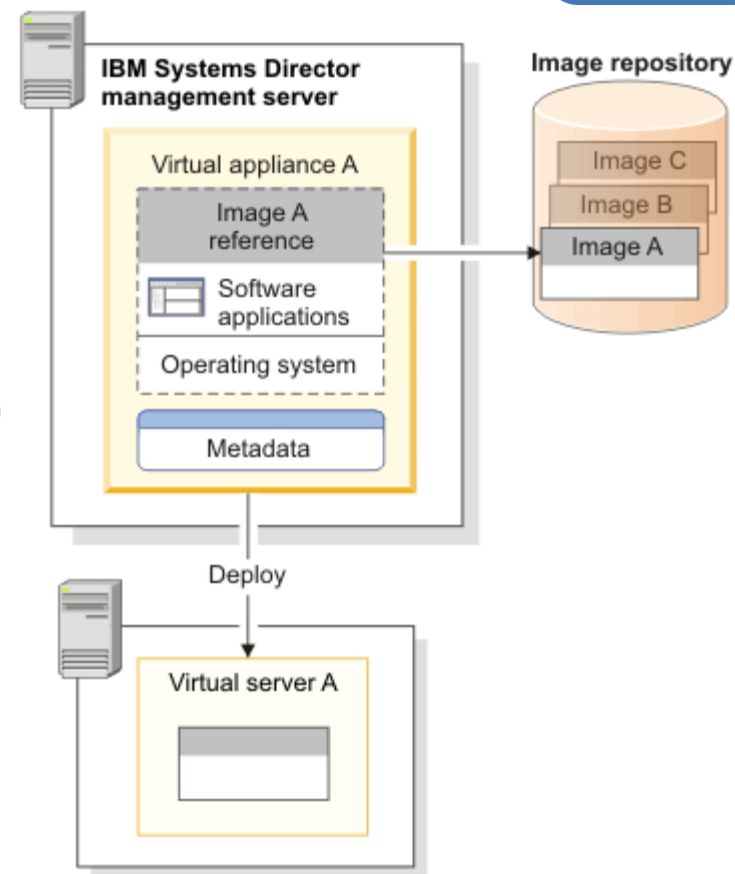 IBM Systems Director
management server
Image repository
Virtual appliance A
Image A
reference
Software
applications
Operating system
Metadata
Image C
Image B
Image A
Deploy
Virtual server A